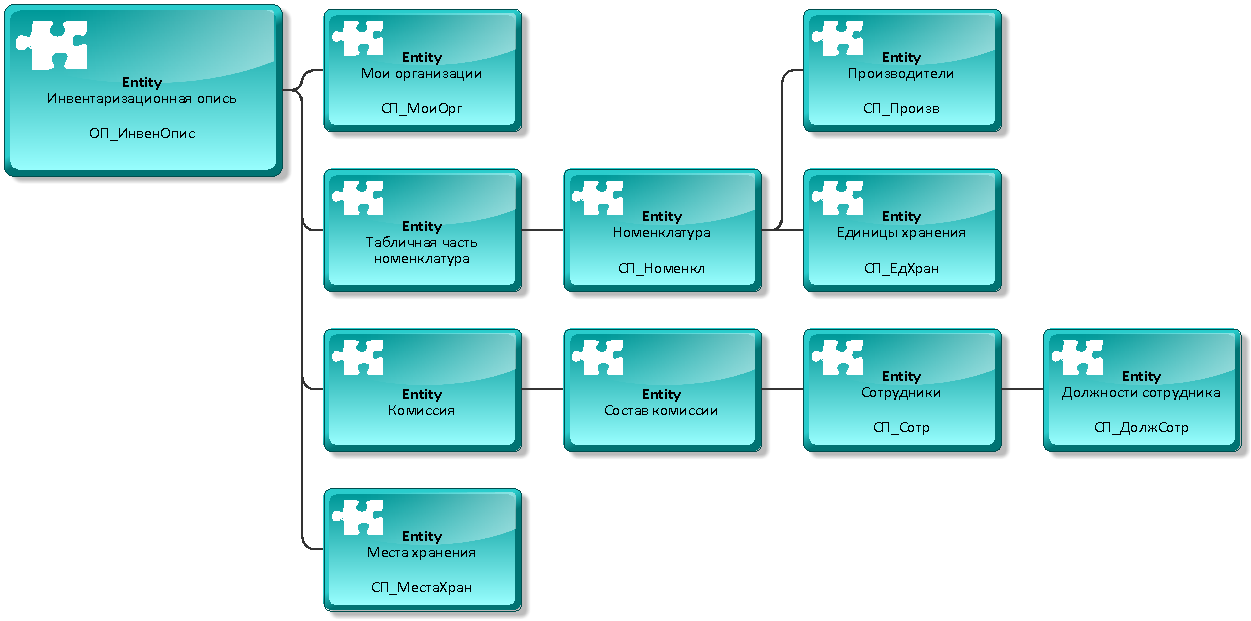 Entity
Инвентаризационная опись
ОП_ИнвенОпис
Entity
Мои организации
СП_МоиОрг
Entity
Производители
СП_Произв
Entity
Табличная часть
номенклатура
Entity
Номенклатура
СП_Номенкл
Entity
Единицы хранения
СП_ЕдХран
Entity
Комиссия
Entity
Состав комиссии
Entity
Сотрудники
СП_Сотр
Entity
Должности сотрудника
СП_ДолжСотр
Entity
Места хранения
СП_МестаХран